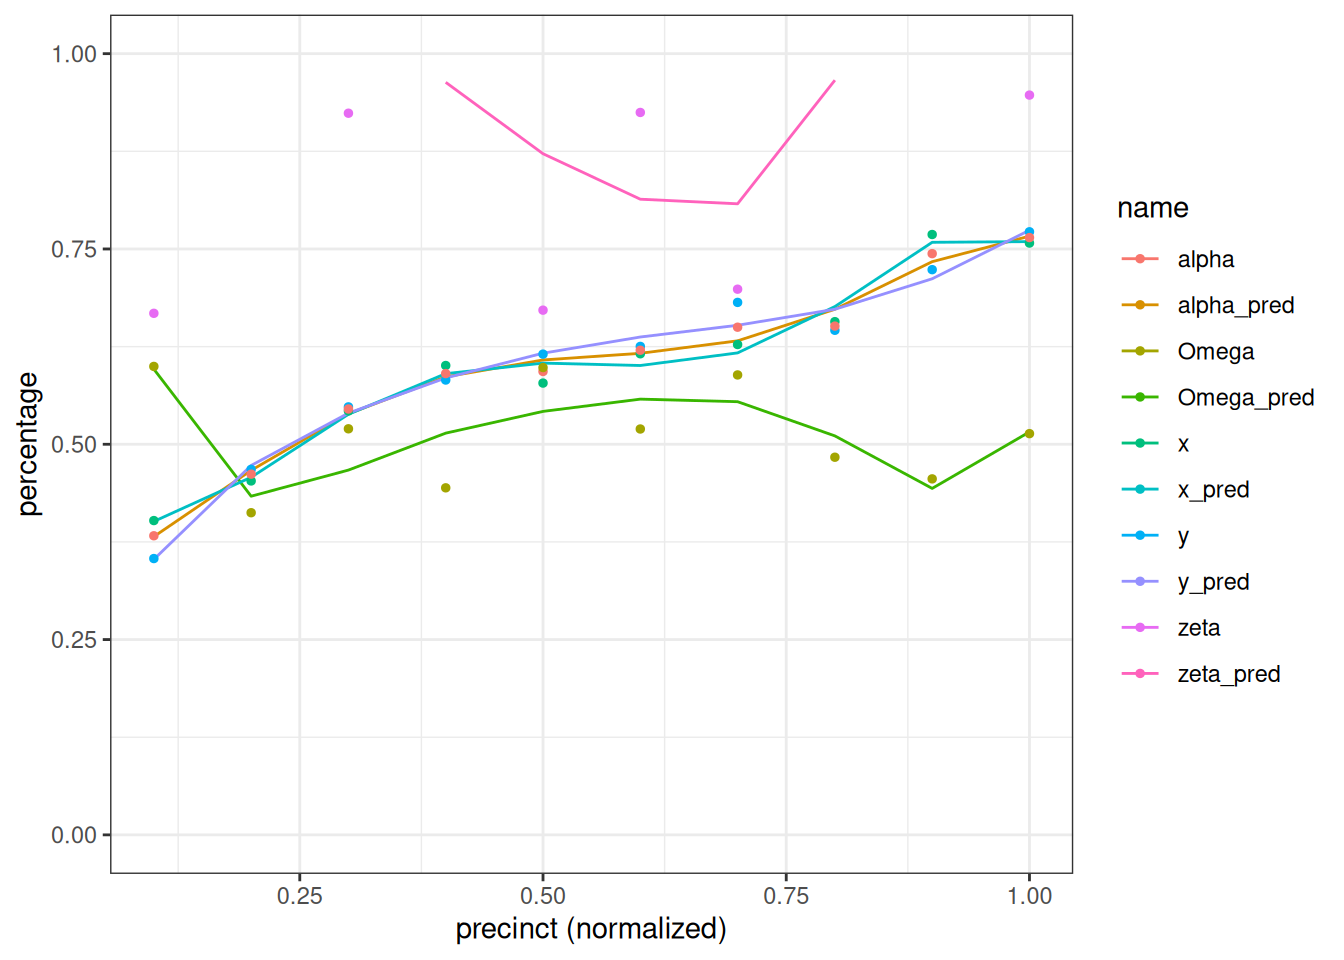 1.00
0.75
0.50
0.25
0.00
percentage
0.25 0.50 0.75 1.00
precinct (normalized)
name
alpha
alpha_pred
Omega
Omega_pred
x
x_pred
y
y_pred
zeta
zeta_pred